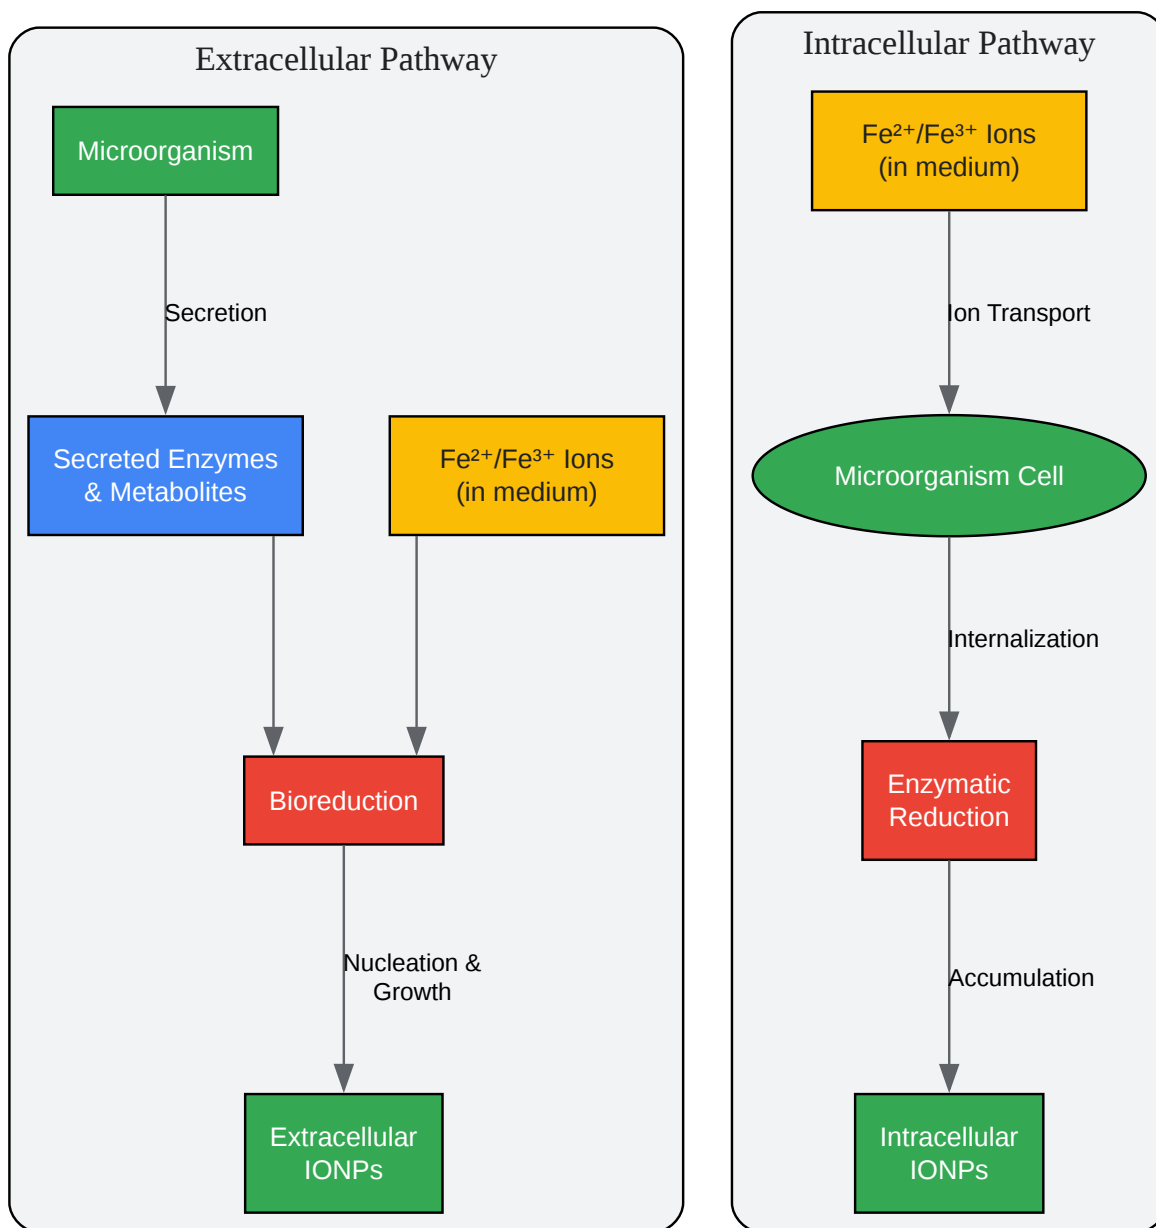 Extracellular Pathway
Microorganism
Secretion
Secreted Enzymes
& Metabolites
Fe²⁺/Fe³⁺ Ions
(in medium)
Bioreduction
Nucleation &
Growth
Extracellular
IONPs
Intracellular Pathway
Fe²⁺/Fe³⁺ Ions
(in medium)
Ion Transport
Microorganism Cell
Internalization
Enzymatic
Reduction
Accumulation
Intracellular
IONPs